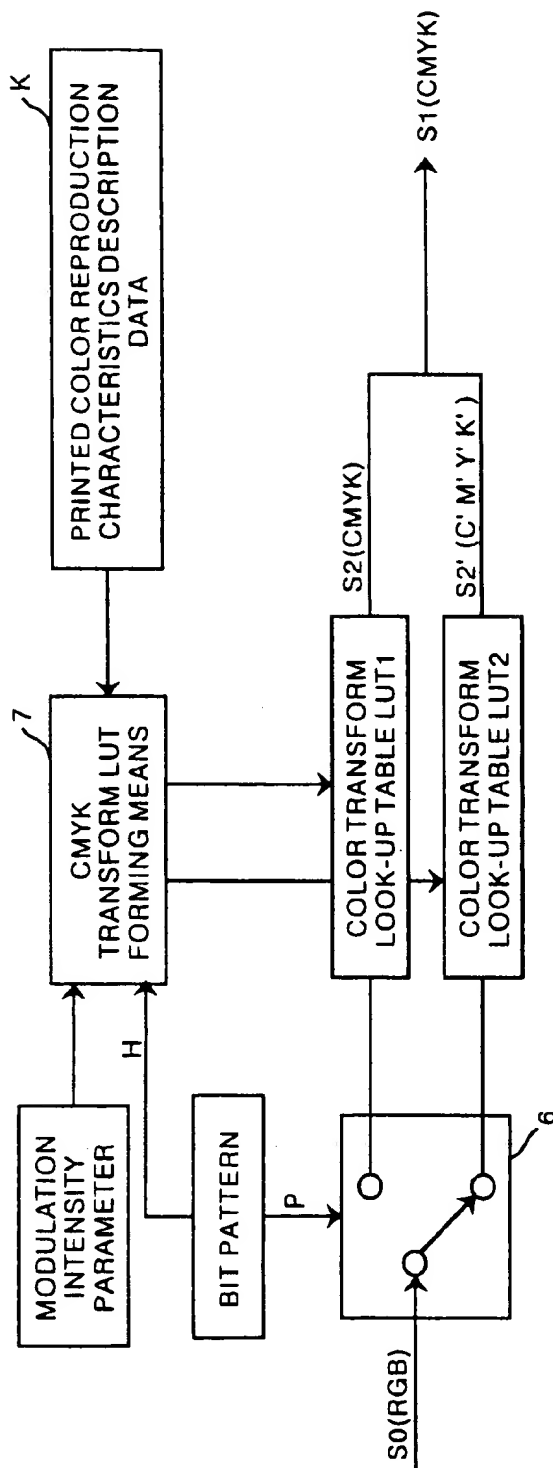 MODULATION
INTENSITY
PARAMETER
7
CMYK
TRANSFORM LUT
FORMING MEANS
K
PRINTED COLOR REPRODUCTION
CHARACTERISTICS DESCRIPTION
DATA
H
BIT PATTERN
P
S0(RGB)
6
COLOR TRANSFORM
LOOK-UP TABLE LUT1
COLOR TRANSFORM
LOOK-UP TABLE LUT2
S2(CMYK)
S2' (C' M' Y' K')
S1(CMYK)